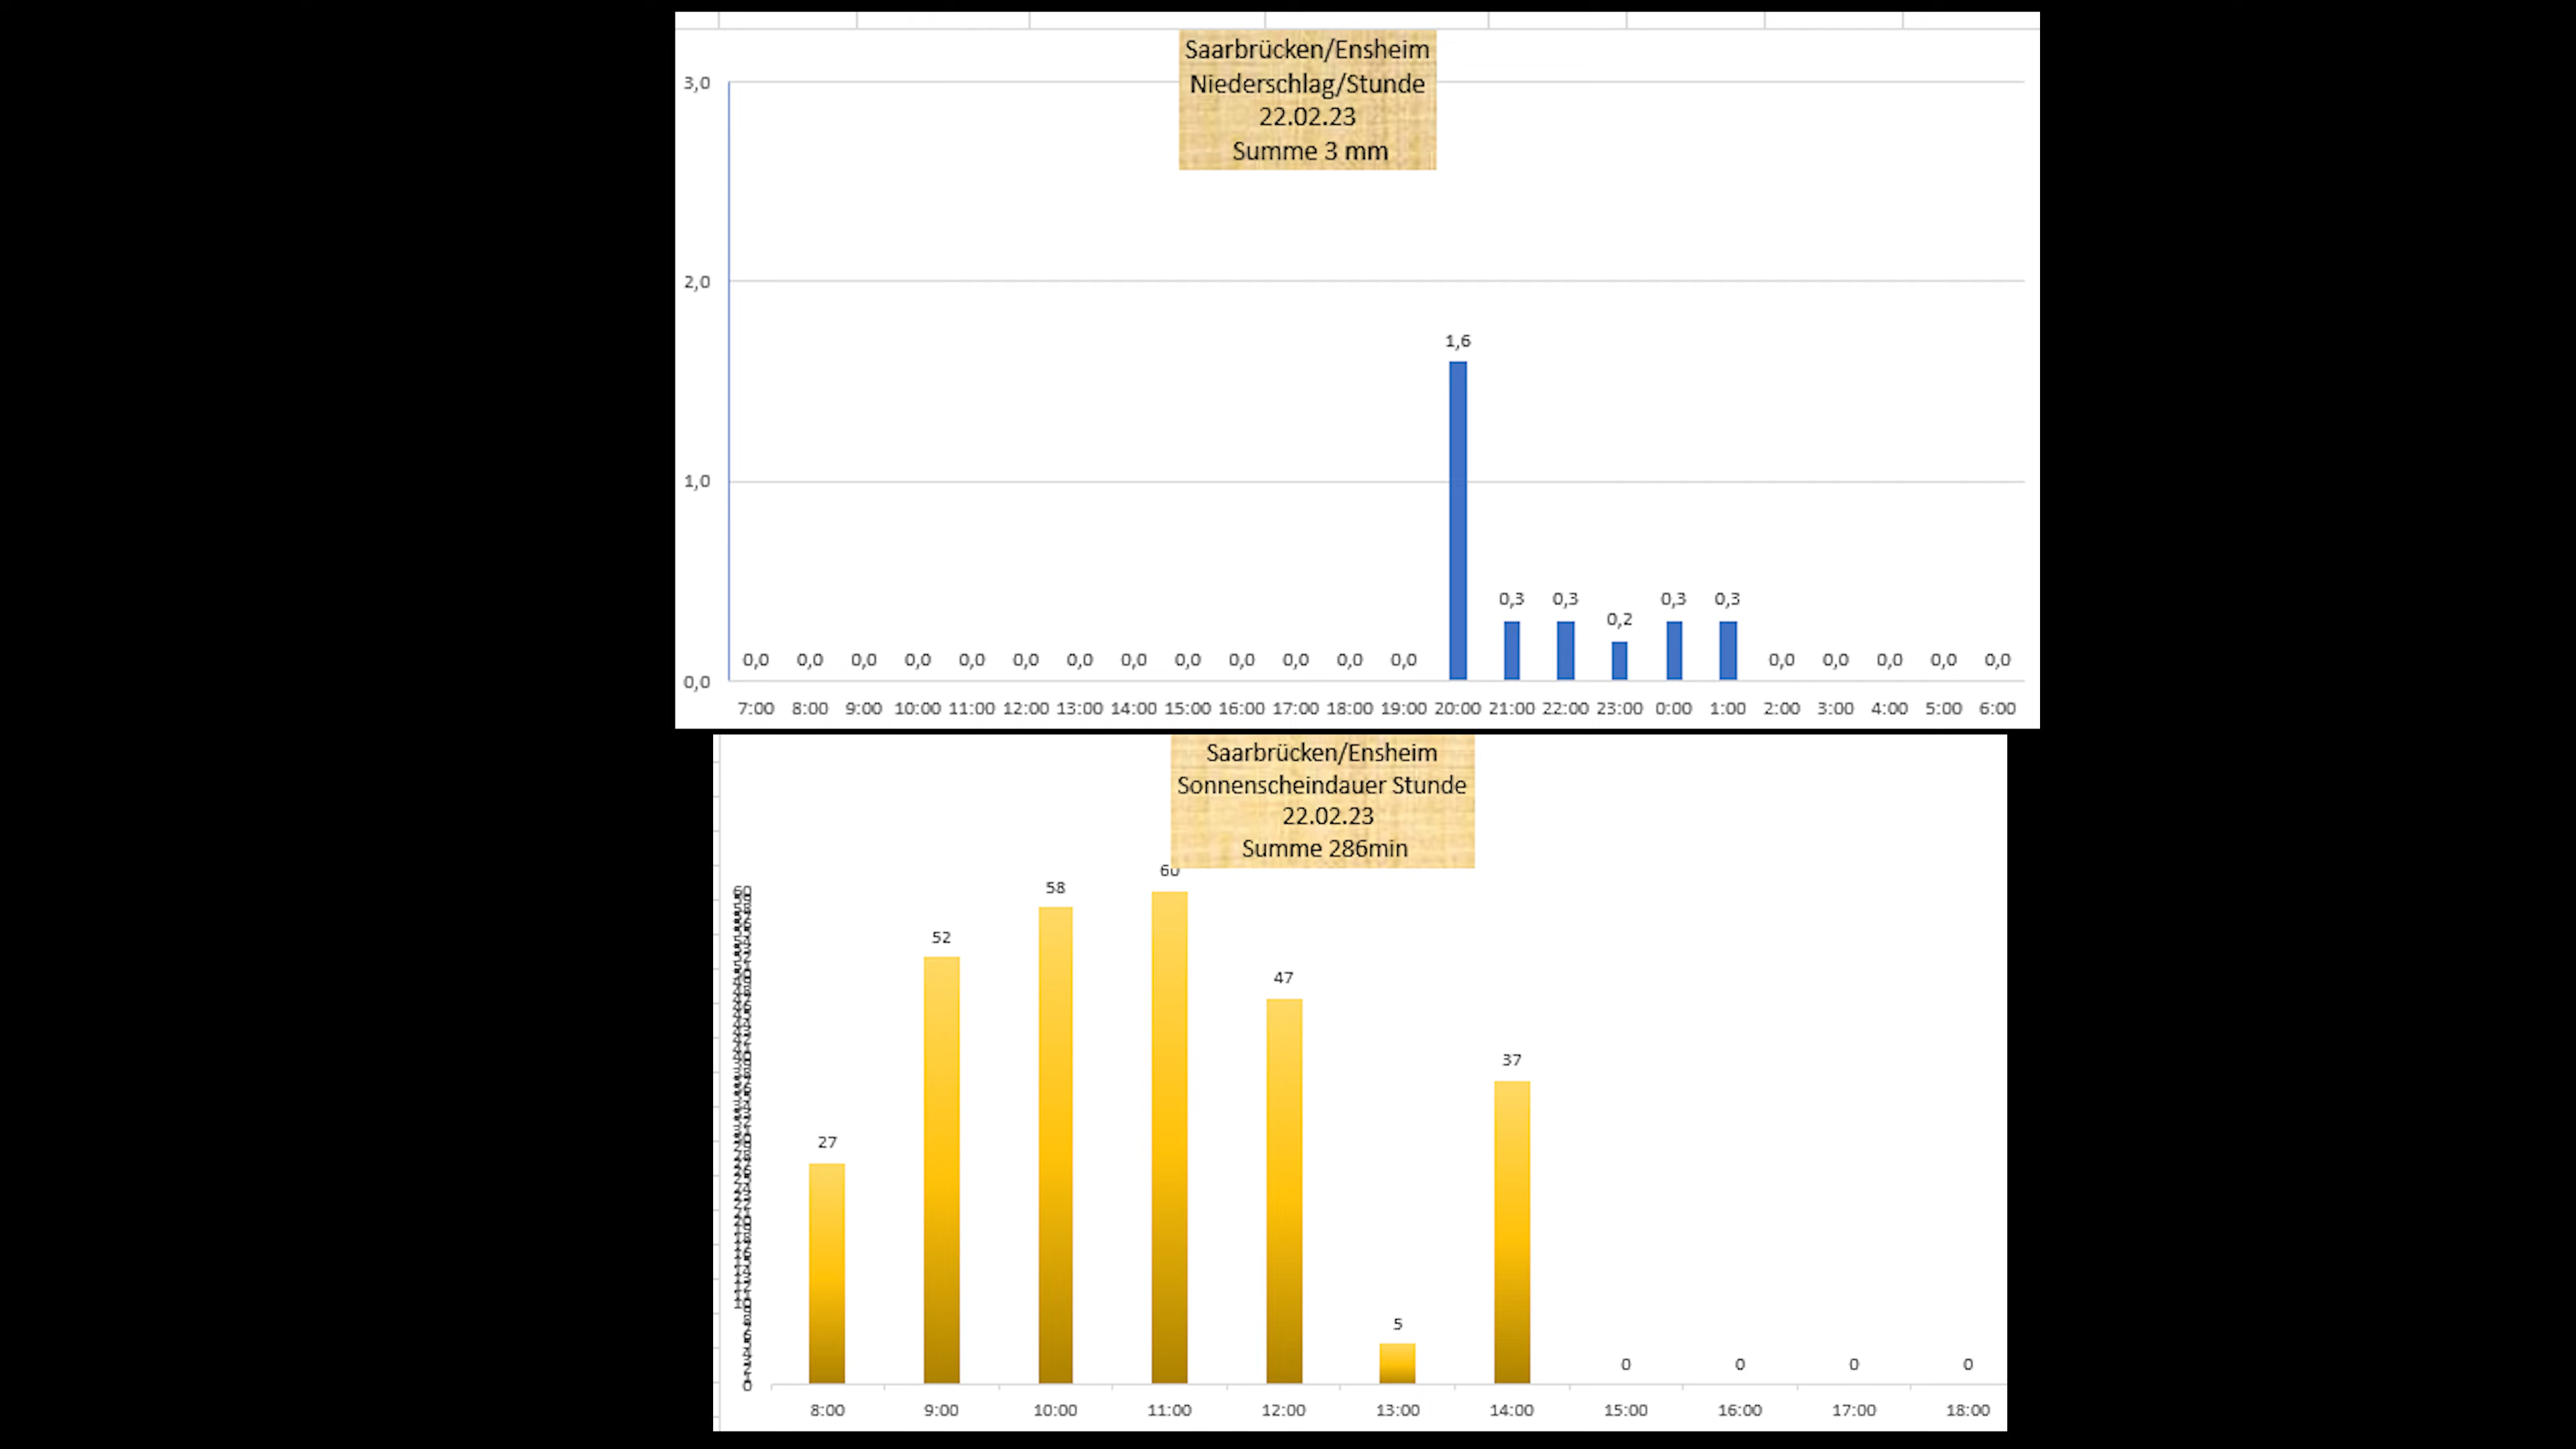 Saarbrücken/Ensheim
Niederschlag/Stunde
22.02.23
Summe 3 mm
3,0
2,0
1,0
0,0
1,6
0,3 0,3 0,2 0,3 0,3
0,0 0,0 0,0 0,0 0,0 0,0 0,0 0,0 0,0 0,0 0,0 0,0 0,0 0,0 0,0 0,0 0,0 0,0
7:00 8:00 9:00 10:00 11:00 12:00 13:00 14:00 15:00 16:00 17:00 18:00 19:00 20:00 21:00 22:00 23:00 0:00 1:00 2:00 3:00 4:00 5:00 6:00
Saarbrücken/Ensheim
Sonnenscheindauer Stunde
22.02.23
Summe 286min
27 52 58 60 47 5 37 0 0 0 0
60
0
8:00 9:00 10:00 11:00 12:00 13:00 14:00 15:00 16:00 17:00 18:00